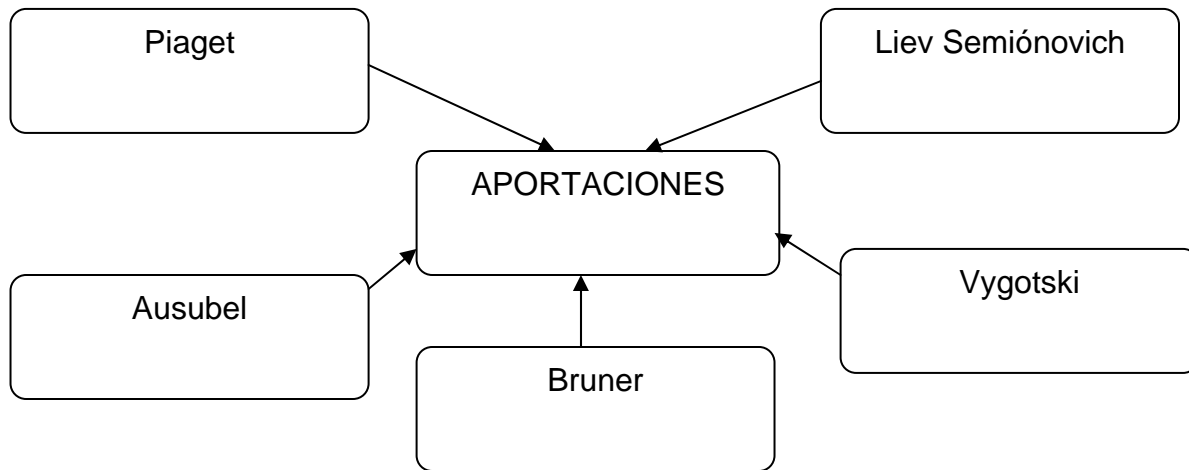 Piaget
Liev Semiónovich
APORTACIONES
Ausubel
Vygotski
Bruner